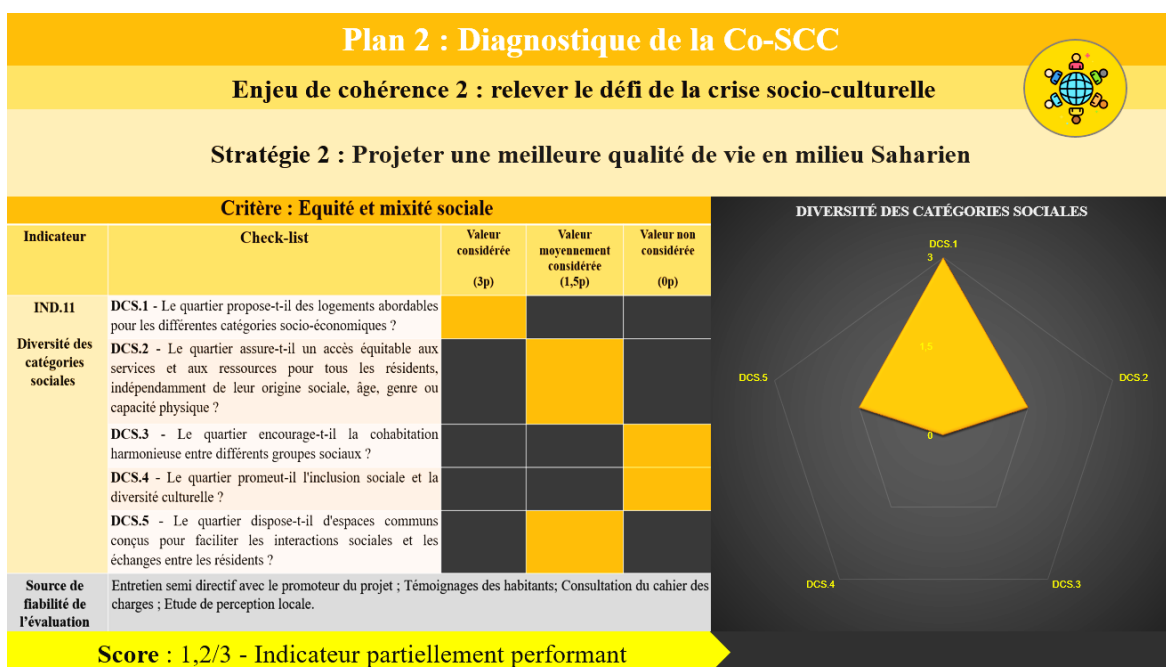 Plan 2 : Diagnostique de la Co-SCC
Enjeu de cohérence 2 : relever le défi de la crise socio-culturelle
Stratégie 2 : Projeter une meilleure qualité de vie en milieu Saharien
Critère : Equité et mixité sociale
Indicateur
Check-list
Valeur
considérée
(3p)
Valeur
moyennement
considérée
(1,5p)
Valeur non
considérée
(0p)
IND.11
Diversité des
catégories
sociales
DCS.1 - Le quartier propose-t-il des logements abordables
pour les différentes catégories socio-économiques ?
DCS.2 - Le quartier assure-t-il un accès équitable aux
services et aux ressources pour tous les résidents,
indépendamment de leur origine sociale, âge, genre ou
capacité physique ?
DCS.3 - Le quartier encourage-t-il la cohabitation
harmonieuse entre différents groupes sociaux ?
DCS.4 - Le quartier promeut-il l'inclusion sociale et la
diversité culturelle ?
DCS.5 - Le quartier dispose-t-il d'espaces communs
conçus pour faciliter les interactions sociales et les
échanges entre les résidents ?
Source de
fiabilité de
l'évaluation
Entretien semi directif avec le promoteur du projet ; Témoignages des habitants; Consultation du cahier des
charges ; Etude de perception locale.
Score : 1,2/3 - Indicateur partiellement performant
DIVERSITÉ DES CATÉGORIES SOCIALES
DCS.1
3
1,5
0
DCS.2
DCS.3
DCS.4
DCS.5